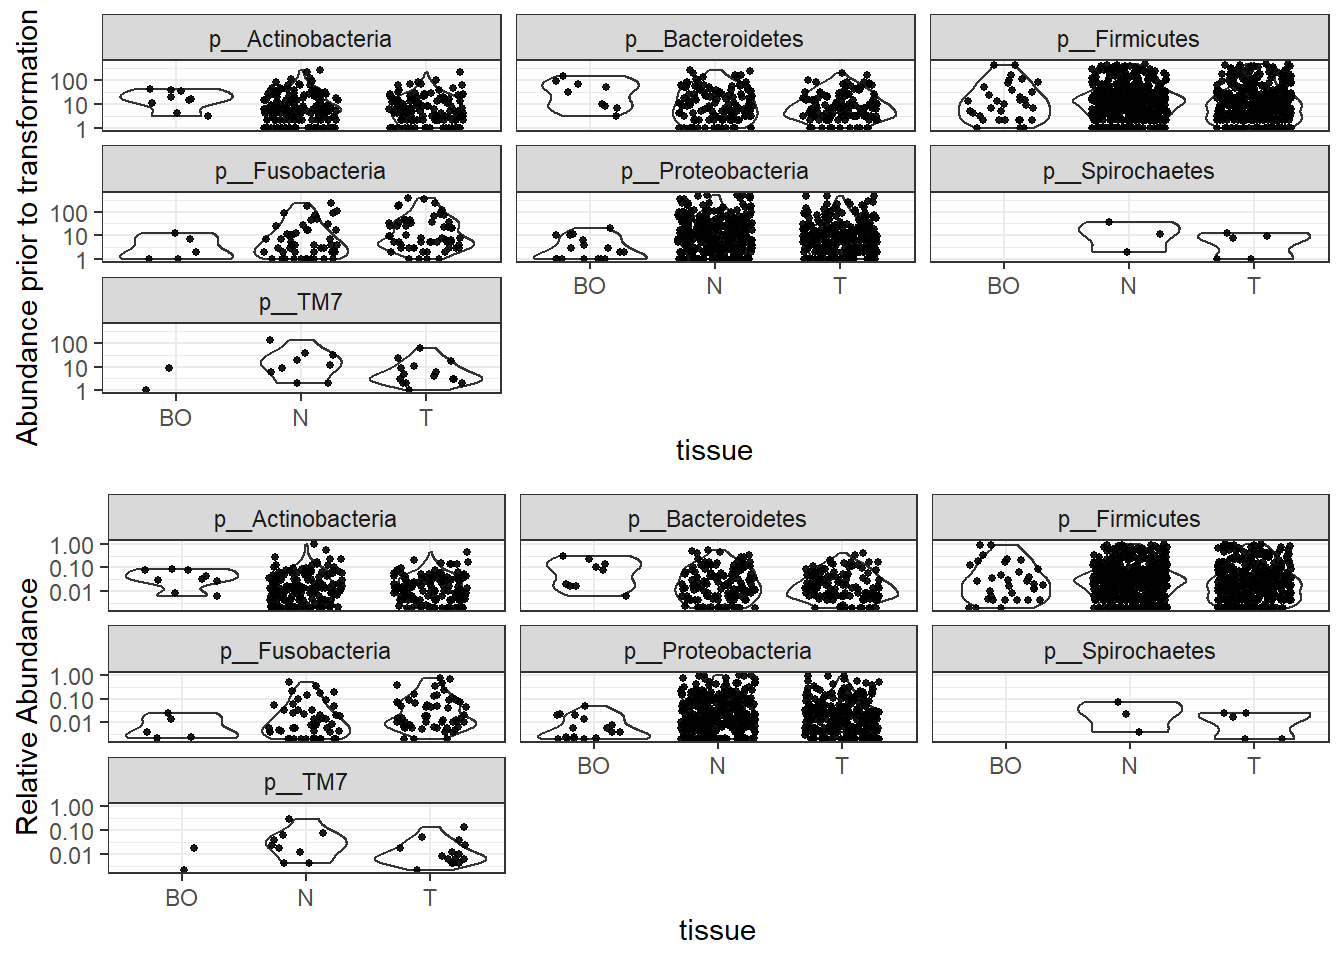 Abundance prior to transformation
p__Actinobacteria
p__Bacteroidetes
p__Firmicutes
100
10
1
p__Fusobacteria
p__Proteobacteria
p__Spirochaetes
100
10
1
BO N T
BO N T
p__TM7
100
10
1
BO N T
tissue
Relative Abundance
p__Actinobacteria
p__Bacteroidetes
p__Firmicutes
1.00
0.10
0.01
p__Fusobacteria
p__Proteobacteria
p__Spirochaetes
1.00
0.10
0.01
BO N T
BO N T
p__TM7
1.00
0.10
0.01
BO N T
tissue